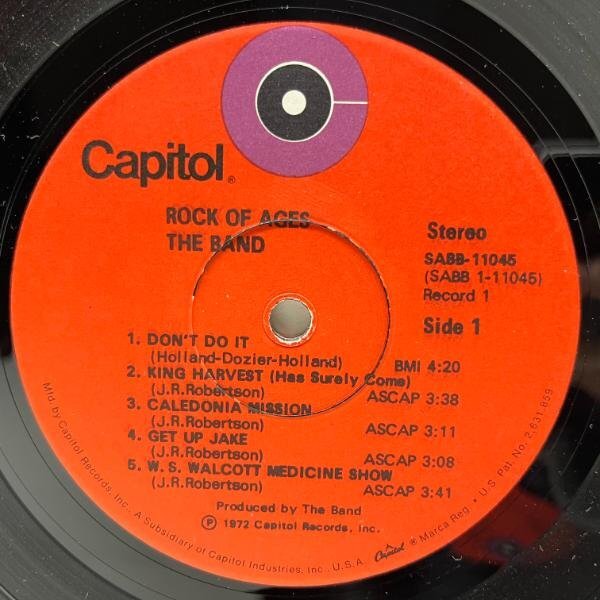 Capitol®
ROCK OF AGES
THE BAND
Stereo
SABB-11045
(SABB 1-11045)
Record 1
Side 1
1. DON'T DO IT
(Holland-Dozier-Holland) BMI 4:20
2. KING HARVEST (Has Surely Come)
(J.R.Robertson) ASCAP 3:38
3. CALEDONIA MISSION
(J.R.Robertson) ASCAP 3:11
4. GET UP JAKE
(J.R.Robertson) ASCAP 3:08
5. W.S. WALCOTT MEDICINE SHOW
(J.R.Robertson) ASCAP 3:41
Produced by The Band
Ⓟ 1972 Capitol Records, Inc.
Mfd. by Capitol Records, Inc., A Subsidiary of Capitol Industries, Inc., U.S.A. Capitol ® Marca Reg. • U.S. Pat. No. 2,631,859